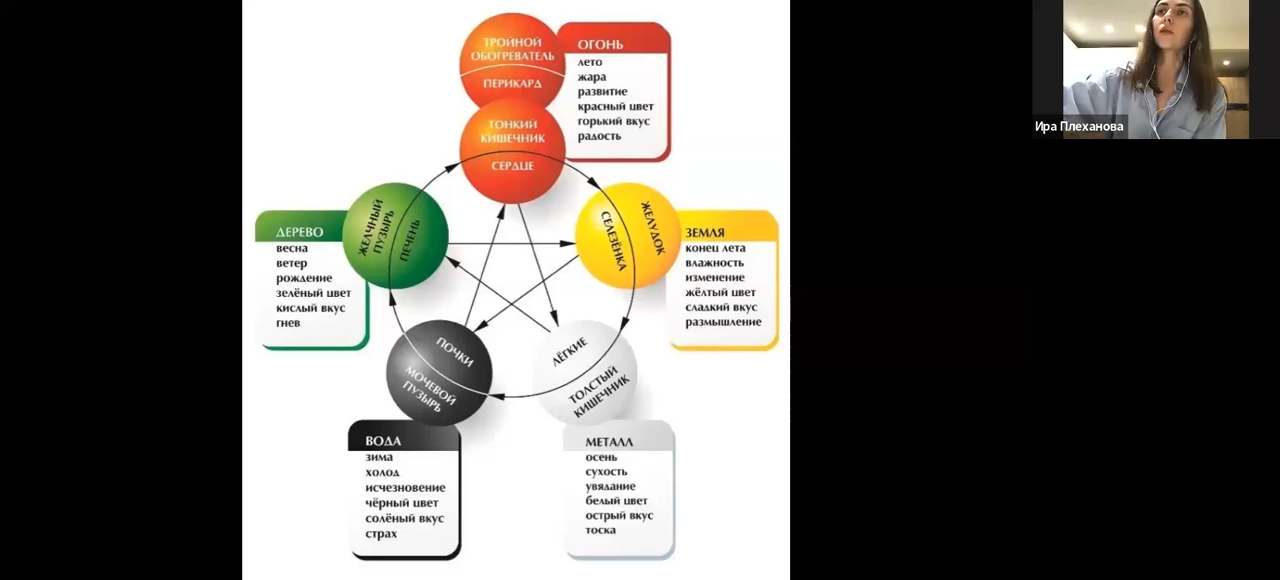 ТРОЙНОЙ
ОБОГРЕВАТЕЛЬ
ПЕРИКАРД
ТОНКИЙ
КИШЕЧНИК
СЕРДЦЕ
ОГОНЬ
лето
жара
развитие
красный цвет
горький вкус
радость
Ира Плеханова
ДЕРЕВО
весна
ветер
рождение
зелёный цвет
кислый вкус
гнев
ЖЕЛЧНЫЙ
ПУЗЫРЬ
ПЕЧЕНЬ
СЕЛЕЗЁНКА
ЖЕЛУДОК
ЗЕМЛЯ
конец лета
влажность
изменение
жёлтый цвет
сладкий вкус
размышление
ПОЧКИ
МОЧЕВОЙ
ПУЗЫРЬ
ЛЁГКИЕ
ТОЛСТЫЙ
КИШЕЧНИК
ВОДА
зима
холод
исчезновение
чёрный цвет
солёный вкус
страх
МЕТАЛЛ
осень
сухость
увядание
белый цвет
острый вкус
тоска